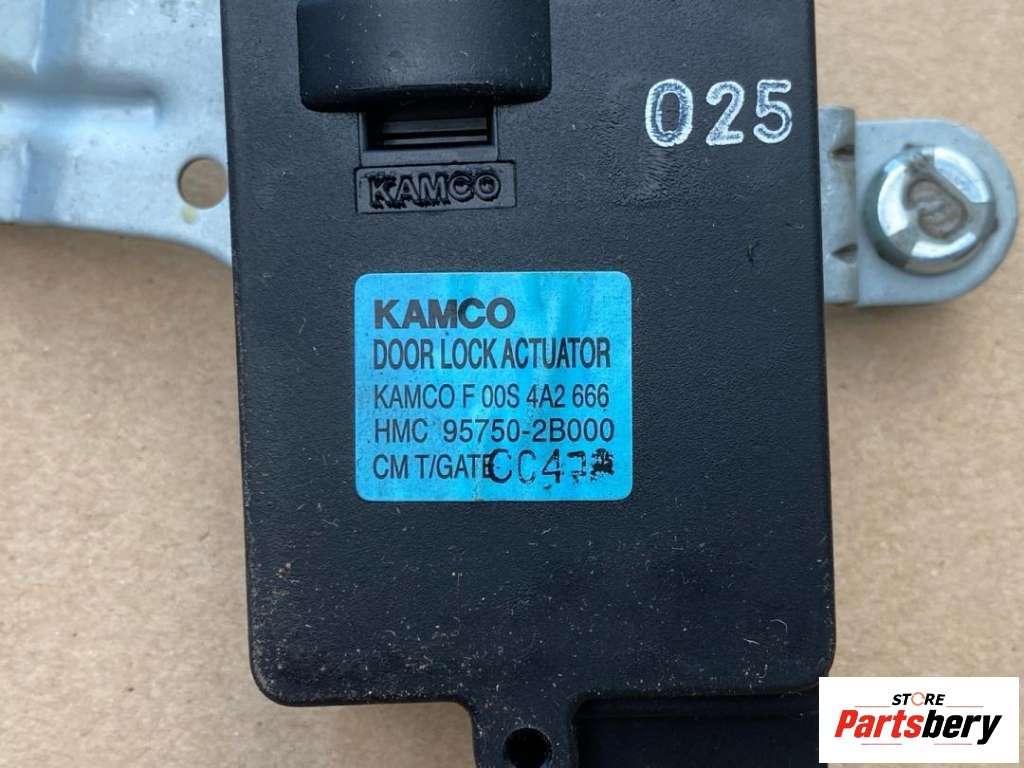 025
KAMCO
KAMCO
DOOR LOCK ACTUATOR
KAMCO F 00S 4A2 666
HMC 95750-2B000
CM T/GATE
STORE
Partsbery